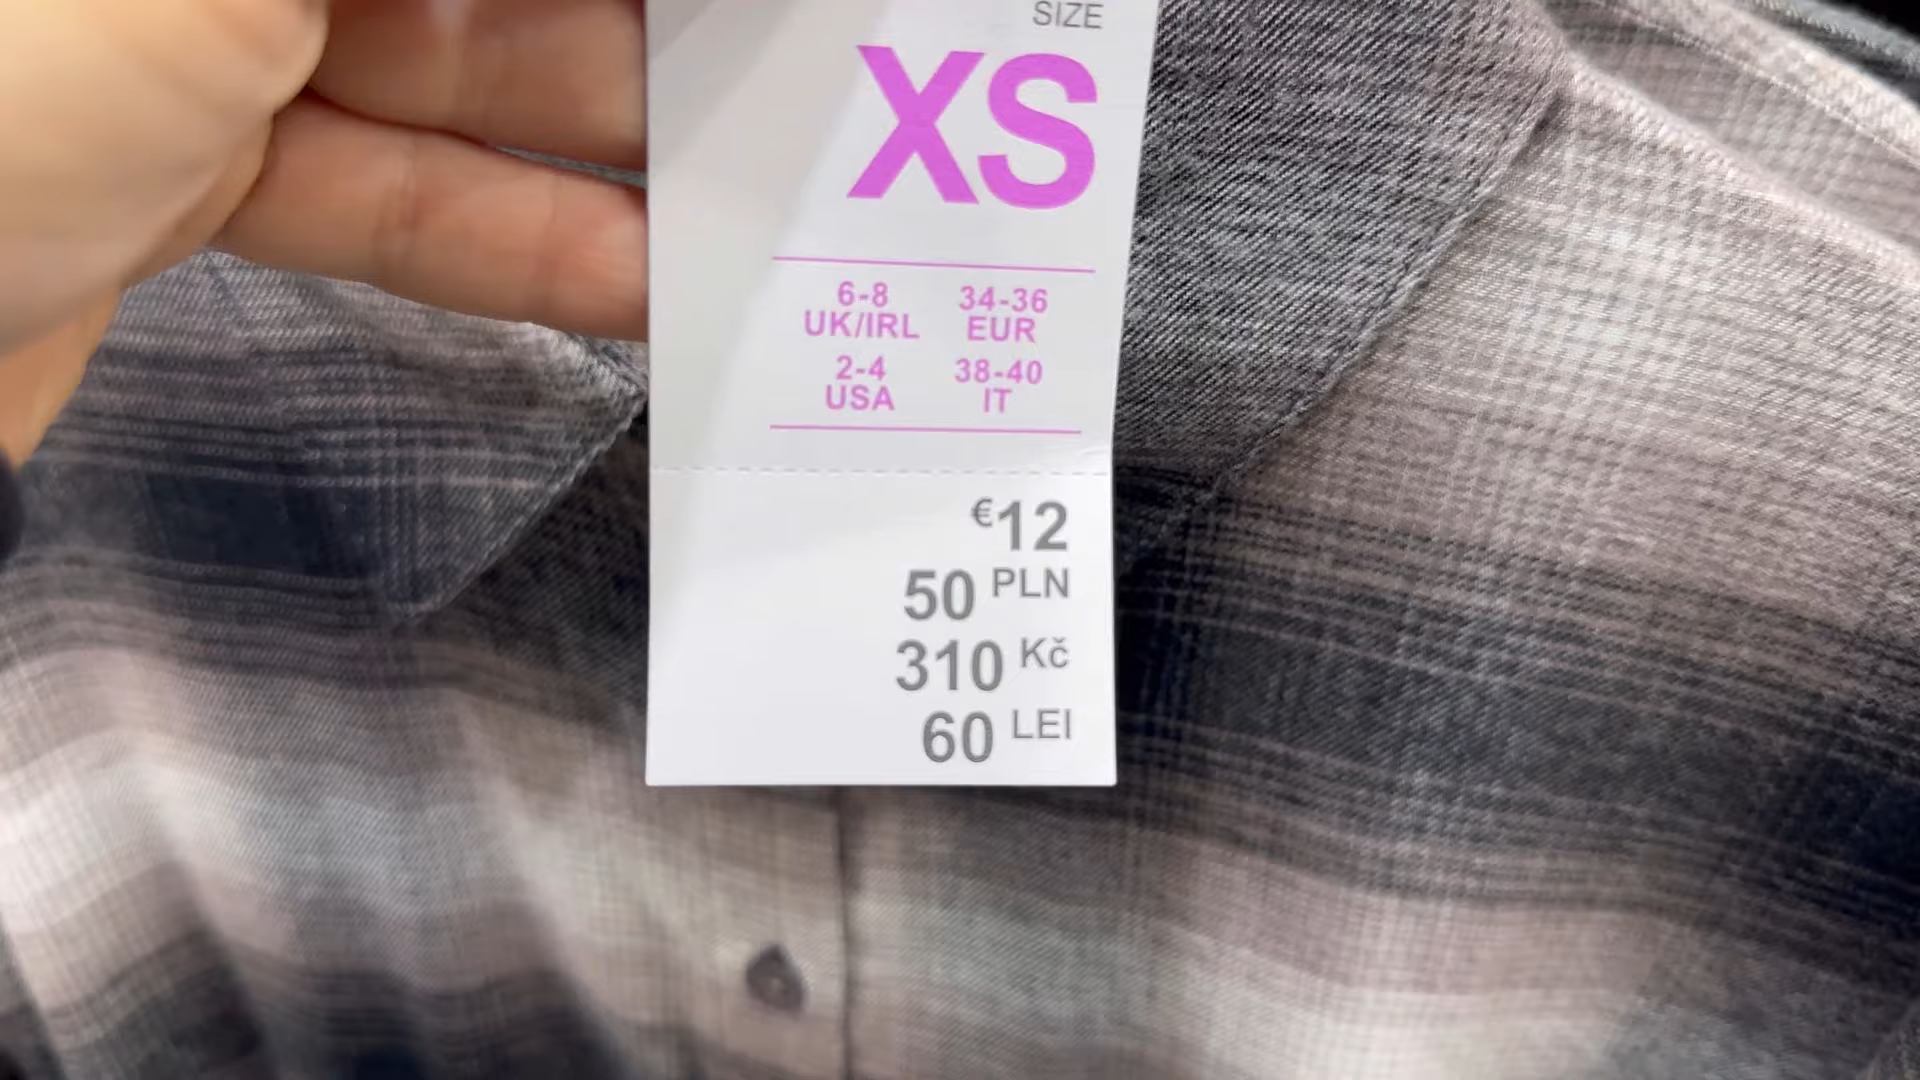 SIZE
XS
6-8 34-36
UK/IRL EUR
2-4 38-40
USA IT
€12
50 PLN
310 Kč
60 LEI